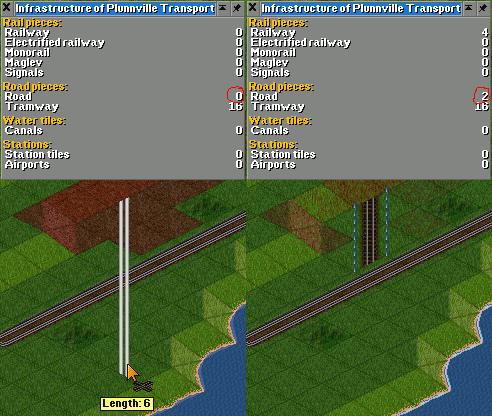 Infrastructure of Plunnville Transport
Rail pieces:
Railway 0
Electrified railway 0
Monorail 0
Maglev 0
Signals 0
Road pieces:
Road 0
Tramway 16
Water tiles:
Canals 0
Stations:
Station tiles 0
Airports 0
Length: 6
Infrastructure of Plunnville Transport
Rail pieces:
Railway 4
Electrified railway 0
Monorail 0
Maglev 0
Signals 0
Road pieces:
Road 2
Tramway 16
Water tiles:
Canals 0
Stations:
Station tiles 0
Airports 0